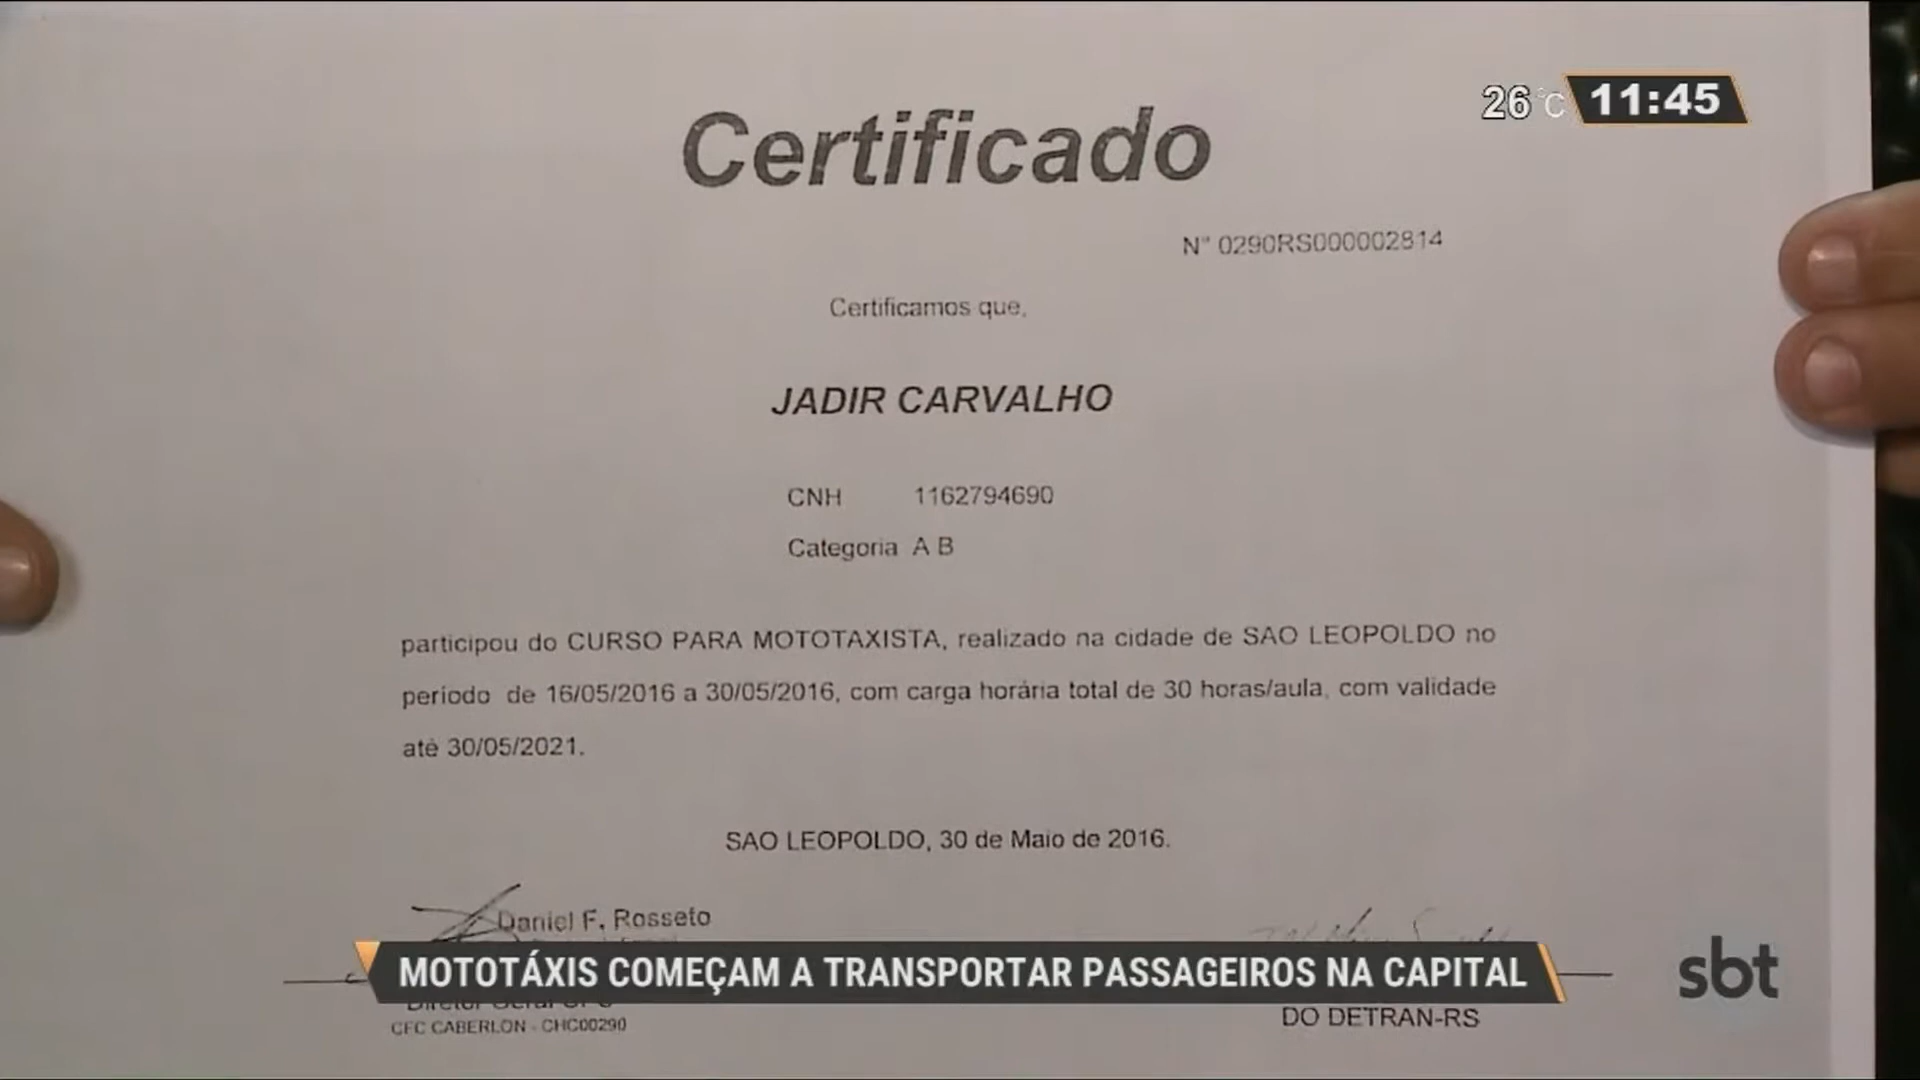 26°C 11:45
Certificado
N° 0290RS000002814
Certificamos que,
JADIR CARVALHO
CNH 1162794690
Categoria A B
participou do CURSO PARA MOTOTAXISTA, realizado na cidade de SAO LEOPOLDO no
período de 16/05/2016 a 30/05/2016, com carga horária total de 30 horas/aula, com validade
até 30/05/2021.
SAO LEOPOLDO, 30 de Maio de 2016.
Daniel F. Rosseto
MOTOTÁXIS COMEÇAM A TRANSPORTAR PASSAGEIROS NA CAPITAL
sbt
Diretor Geral CFC
CFC CABERLON - CHC00290
DO DETRAN-RS